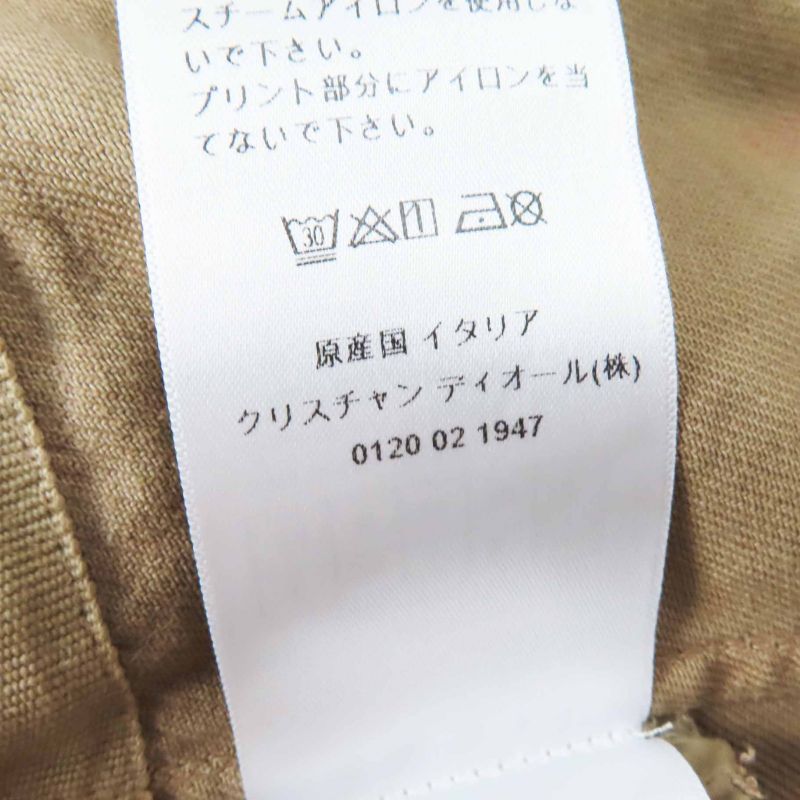 スチームアイロンを使用しな
いで下さい。
プリント部分にアイロンを当
てないで下さい。
30
原産国 イタリア
クリスチャン ディオール(株)
0120 02 1947